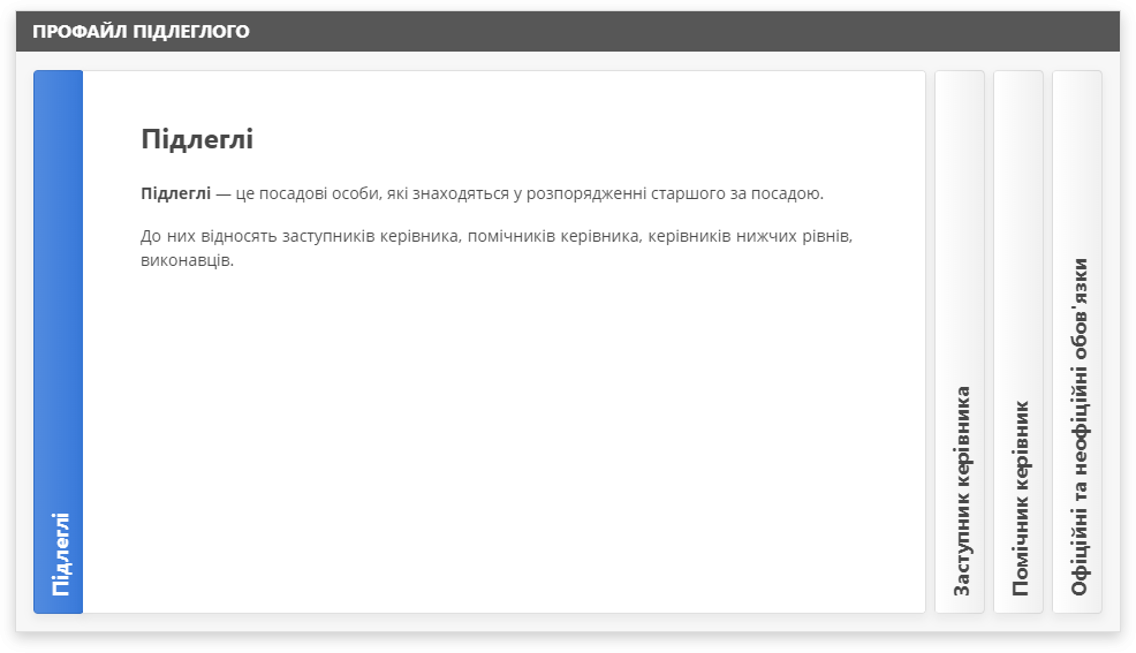 ПРОФАЙЛ ПІДЛЕГЛОГО
Підлеглі
Підлеглі
Підлеглі — це посадові особи, які знаходяться у розпорядженні старшого за посадою.
До них відносять заступників керівника, помічників керівника, керівників нижчих рівнів,
виконавців.
Заступник керівника
Помічник керівник
Офіційні та неофіційні обов'язки